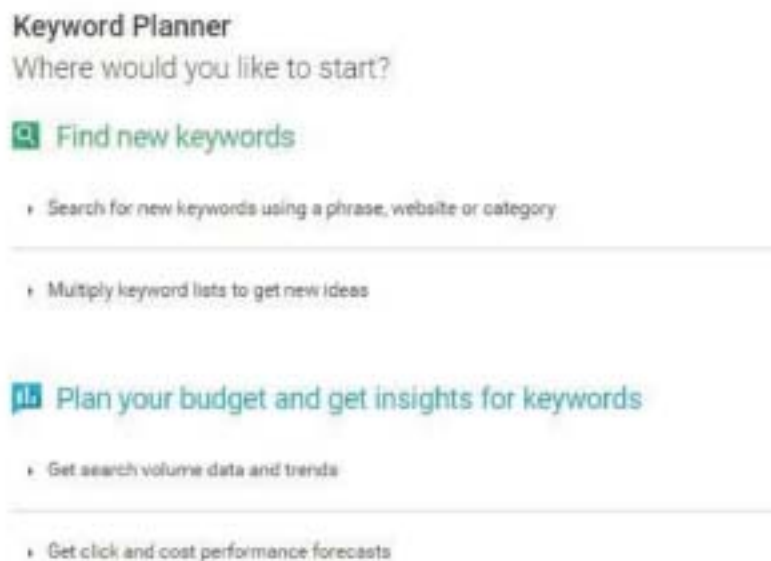 Keyword Planner
Where would you like to start?
Find new keywords
Search for new keywords using a phrase, website or category
Multiply keyword lists to get new ideas
Plan your budget and get insights for keywords
Get search volume data and trends
Get click and cost performance forecasts